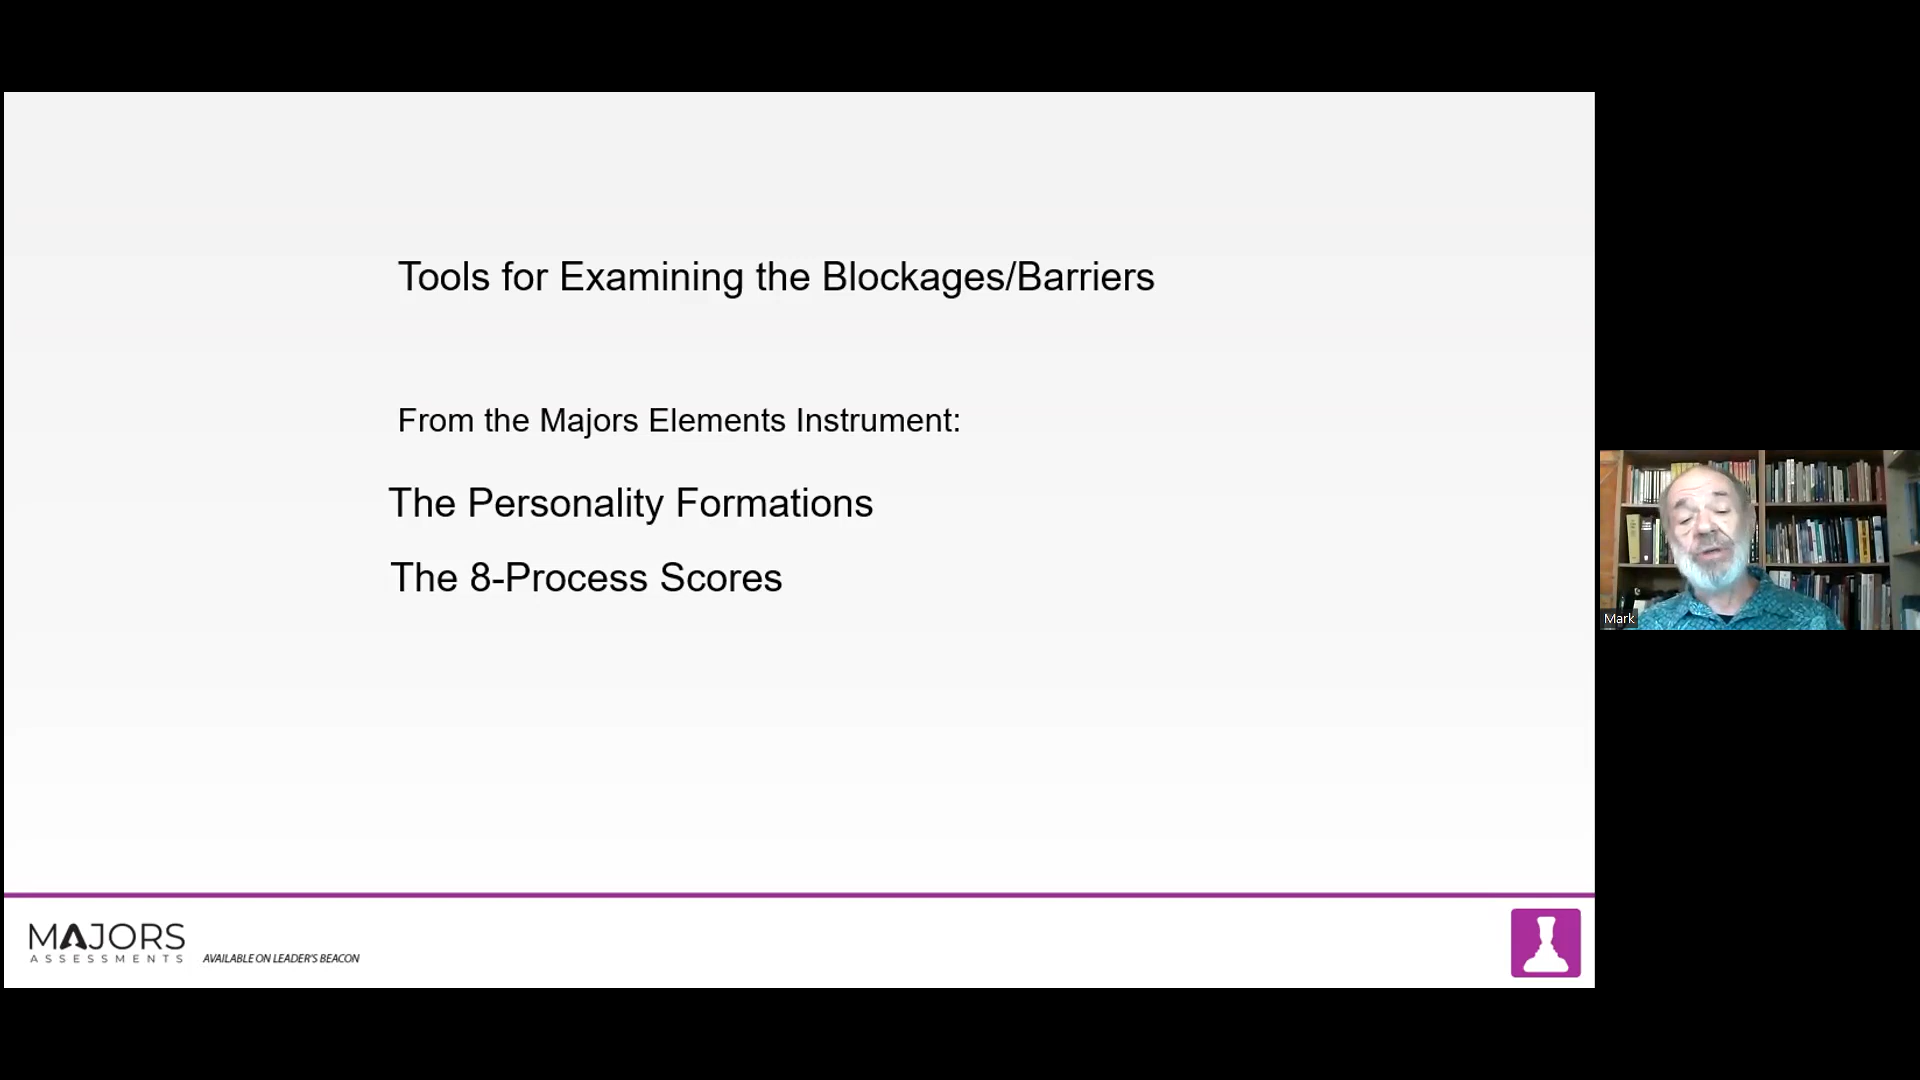 Tools for Examining the Blockages/Barriers
From the Majors Elements Instrument:
The Personality Formations
The 8-Process Scores
Mark
MAJORS
ASSESSMENTS
AVAILABLE ON LEADER'S BEACON